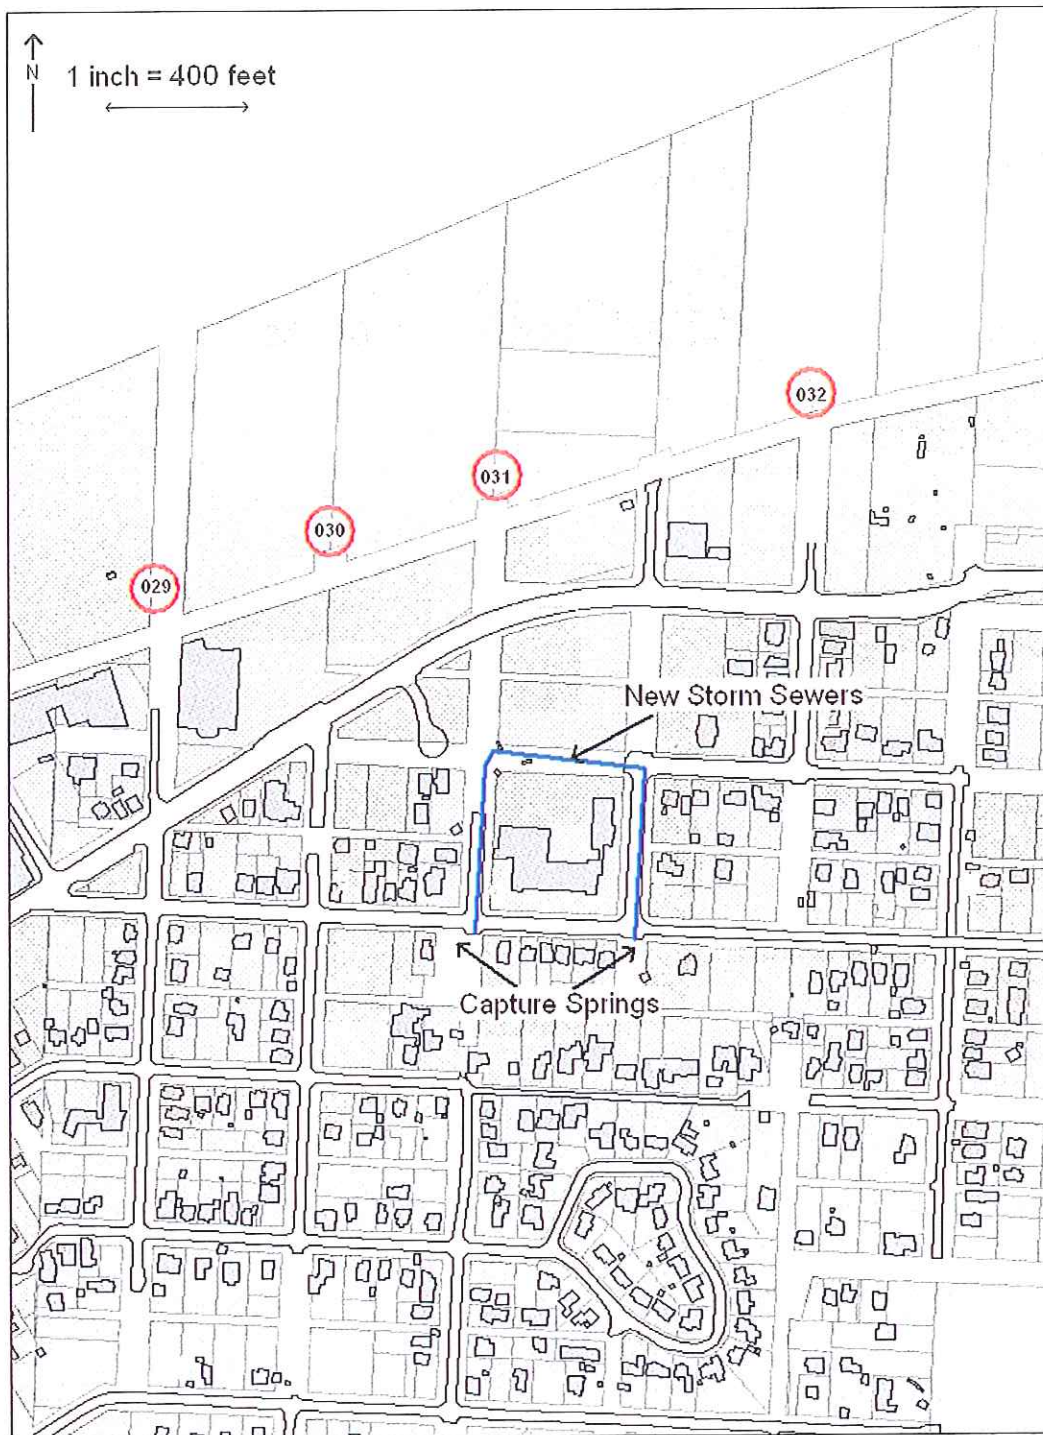 N
1 inch = 400 feet
032
031
030
029
New Storm Sewers
Capture Springs